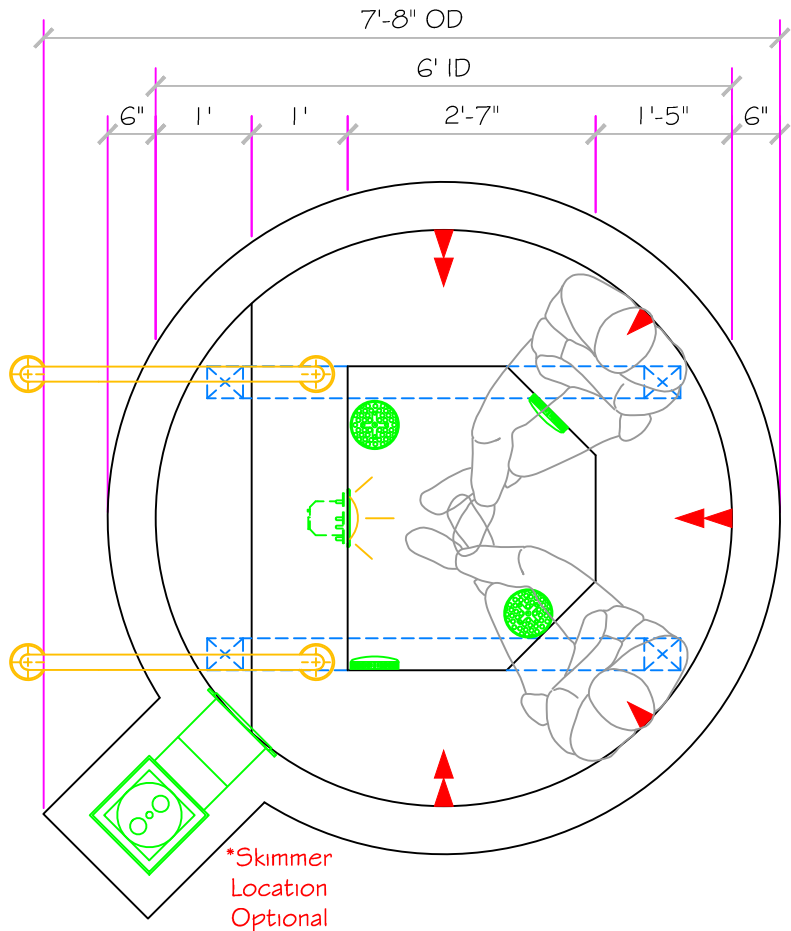 7'-8" OD
6' ID
6" 1' 1' 2'-7" 1'-5" 6"
*Skimmer
Location
Optional